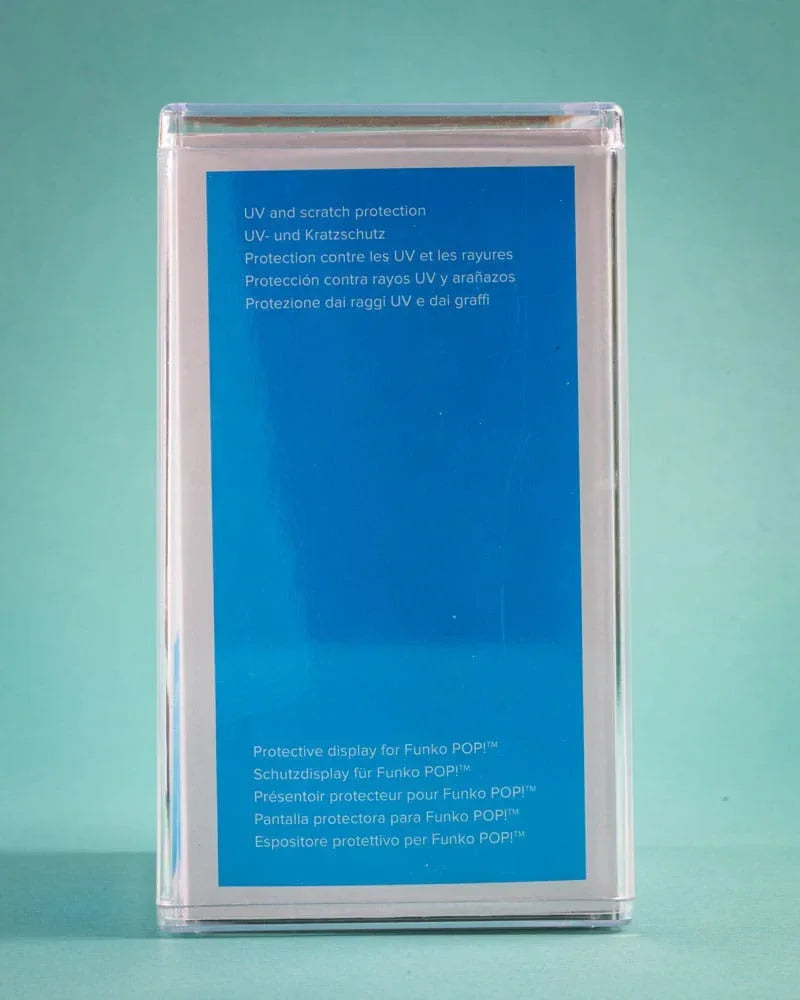 UV and scratch protection
UV- und Kratzschutz
Protection contre les UV et les rayures
Protección contra rayos UV y arañazos
Protezione dai raggi UV e dai graffi
Protective display for Funko POP!™
Schutzdisplay für Funko POP!™
Présentoir protecteur pour Funko POP!™
Pantalla protectora para Funko POP!™
Espositore protettivo per Funko POP!™